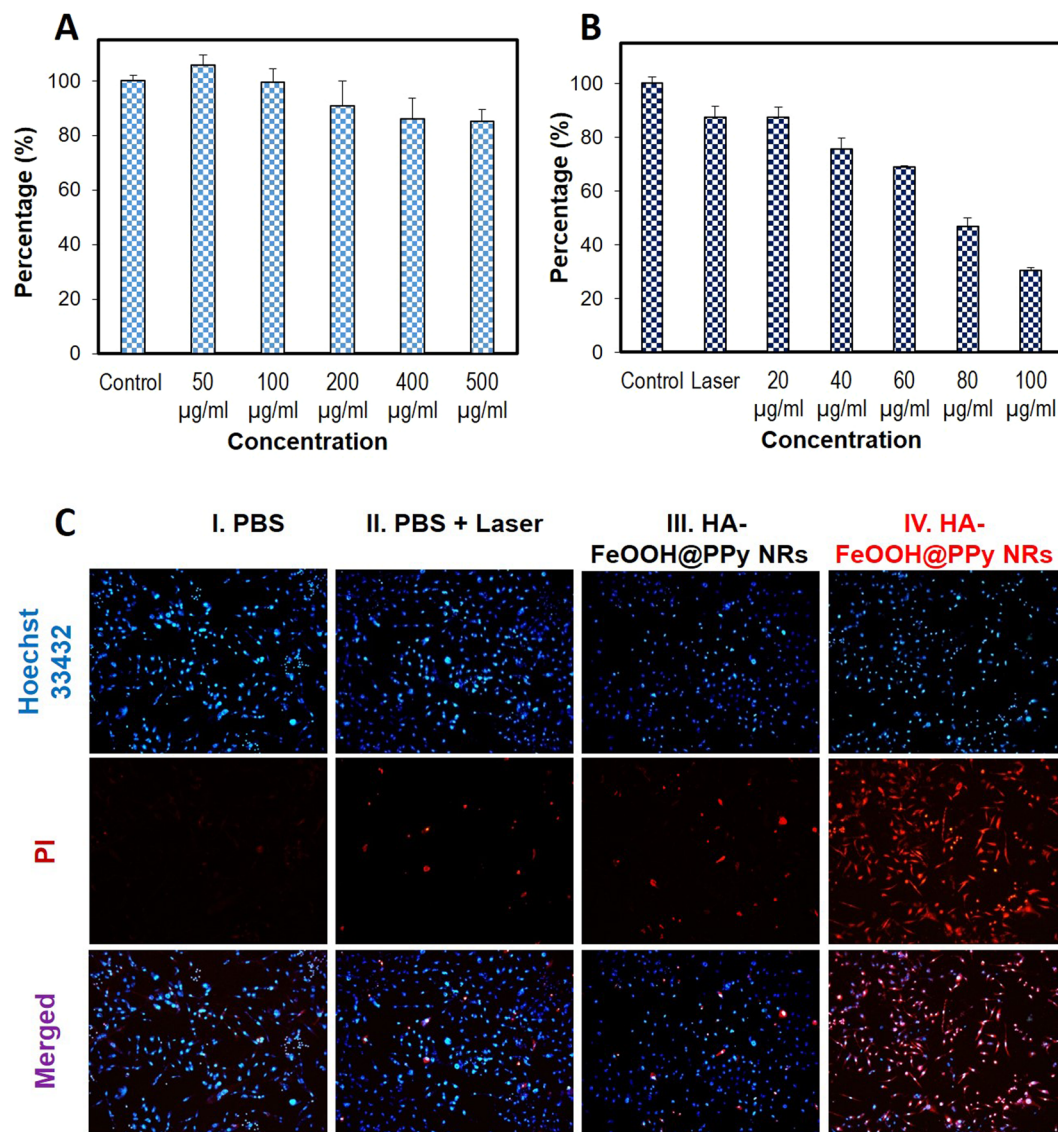 A
Percentage (%)
100
80
60
40
20
0
Control
50
µg/ml
100
µg/ml
200
µg/ml
400
µg/ml
500
µg/ml
Concentration
B
Percentage (%)
100
80
60
40
20
0
Control
Laser
20
µg/ml
40
µg/ml
60
µg/ml
80
µg/ml
100
µg/ml
Concentration
C
I. PBS
II. PBS + Laser
III. HA-
FeOOH@PPy NRs
IV. HA-
FeOOH@PPy NRs
Hoechst
33432
PI
Merged